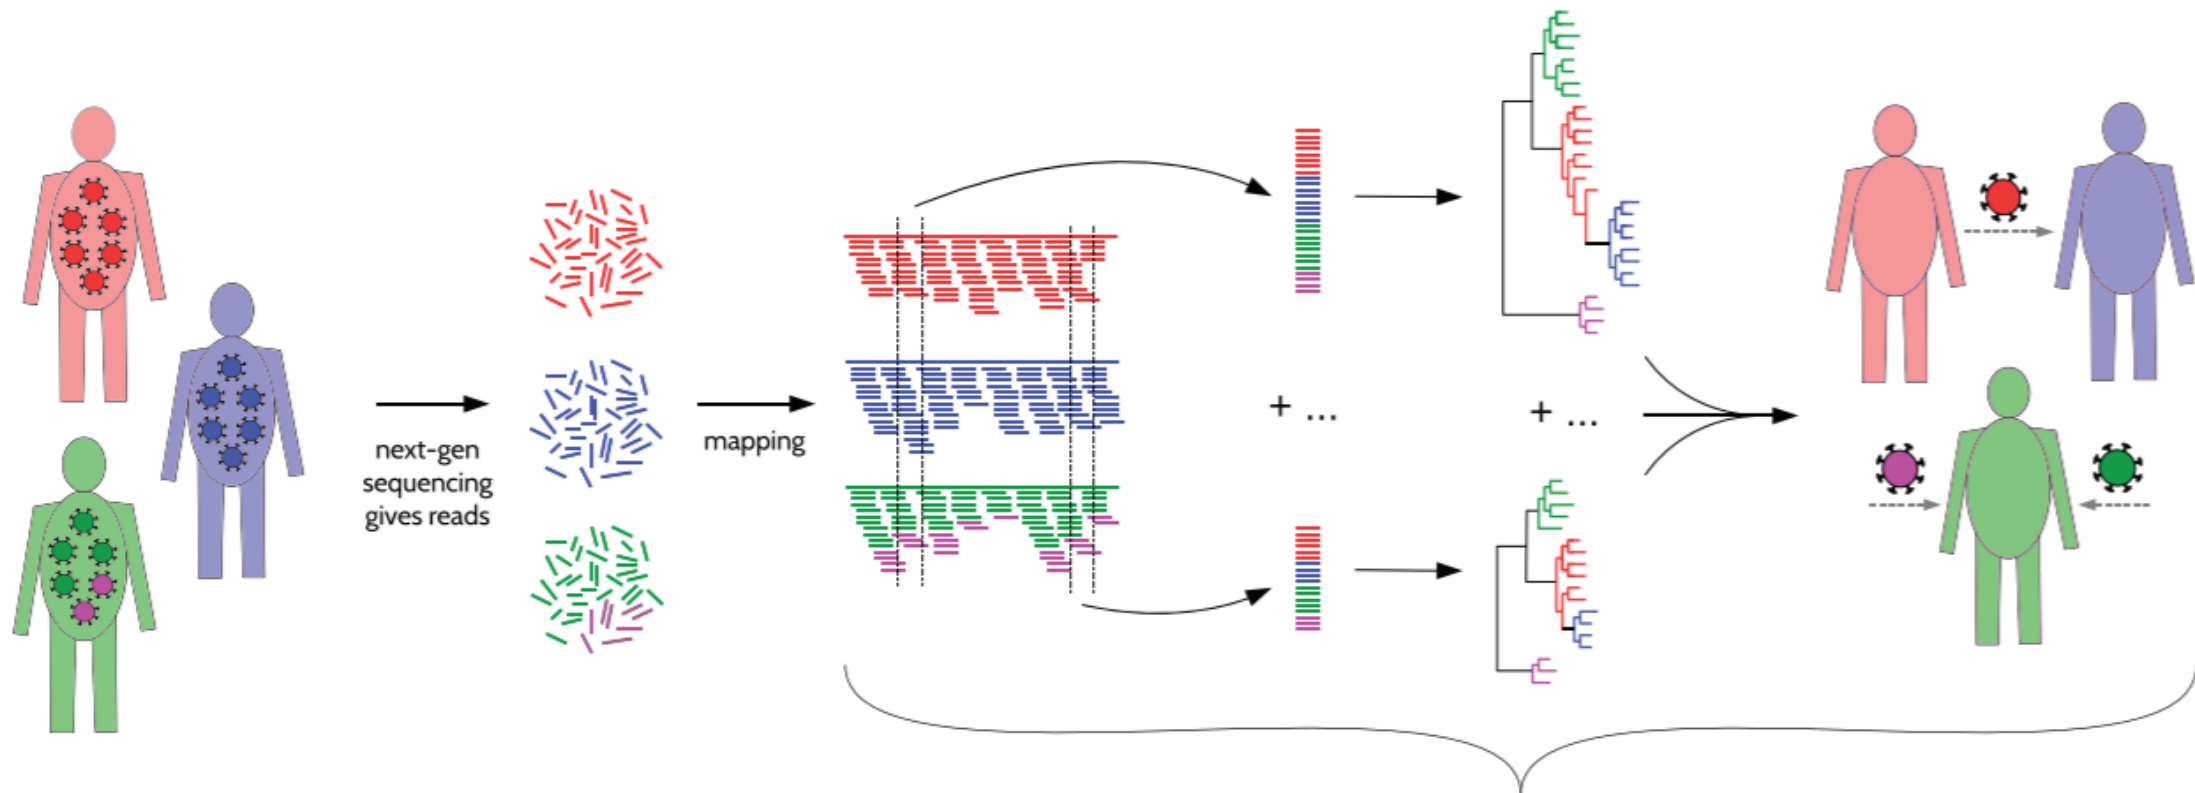 next-gen
sequencing
gives reads
mapping
+ ...
+ ...